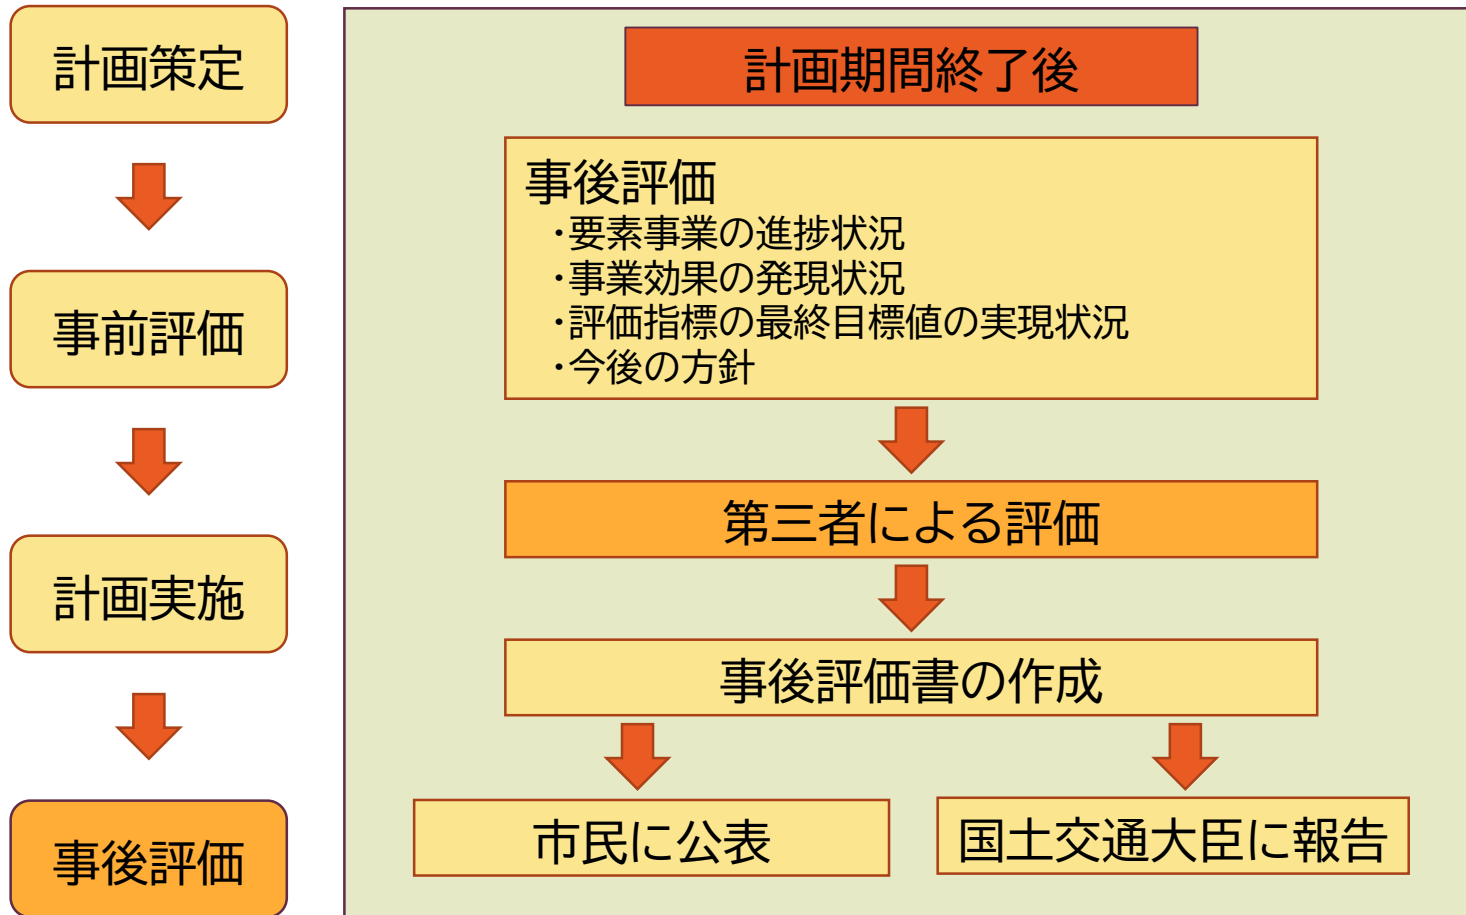 計画策定
事前評価
計画実施
事後評価
計画期間終了後
事後評価
・要素事業の進捗状況
・事業効果の発現状況
・評価指標の最終目標値の実現状況
・今後の方針
第三者による評価
事後評価書の作成
市民に公表
国土交通大臣に報告